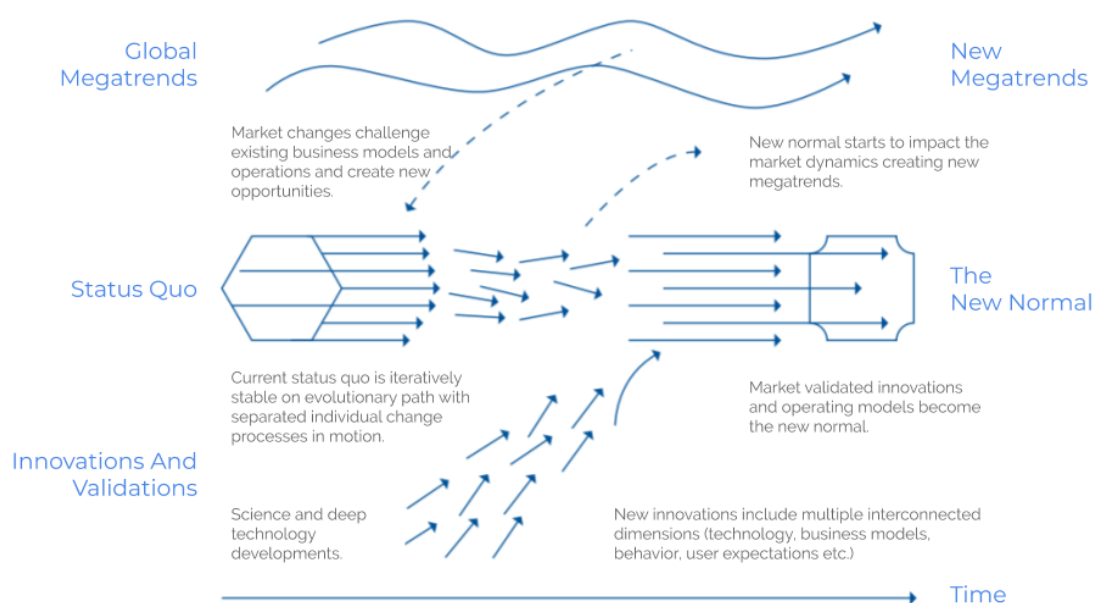 Global
Megatrends
New
Megatrends
Market changes challenge
existing business models and
operations and create new
opportunities.
New normal starts to impact the
market dynamics creating new
megatrends.
Status Quo
The
New Normal
Current status quo is iteratively
stable on evolutionary path with
separated individual change
processes in motion.
Market validated innovations
and operating models become
the new normal.
Innovations And
Validations
Science and deep
technology
developments.
New innovations include multiple interconnected
dimensions (technology, business models,
behavior, user expectations etc.)
Time